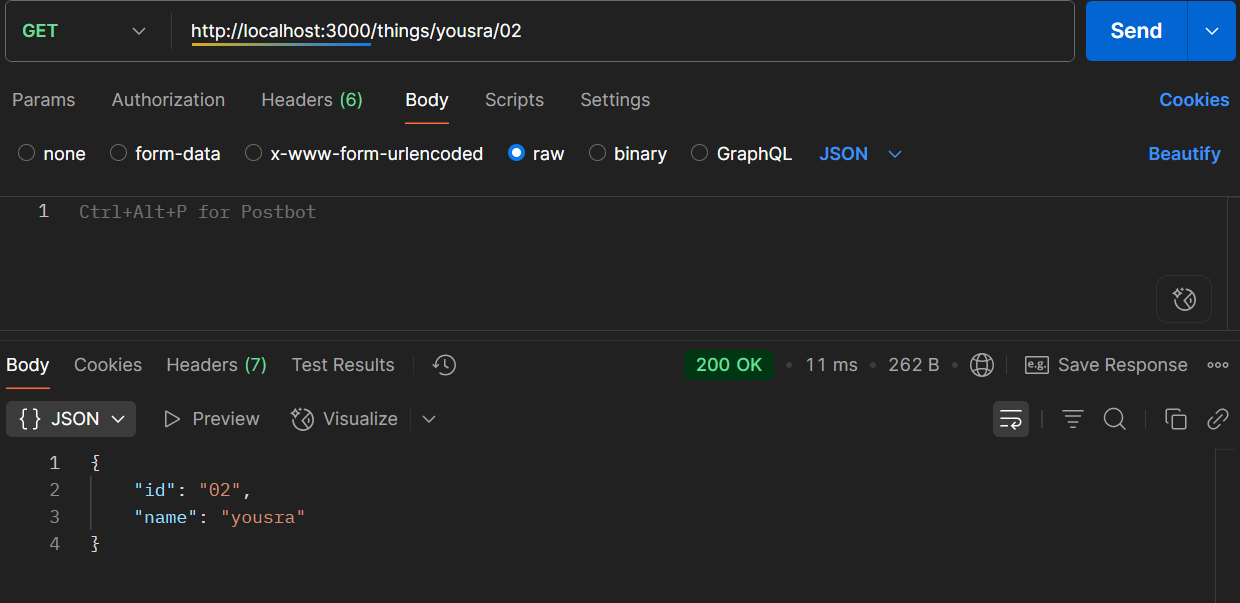 GET http://localhost:3000/things/yousra/02 Send
Params Authorization Headers (6) Body Scripts Settings Cookies
none form-data x-www-form-urlencoded raw binary GraphQL JSON Beautify
1 Ctrl+Alt+P for Postbot
Body Cookies Headers (7) Test Results 200 OK • 11 ms • 262 B • e.g. Save Response
{} JSON Preview Visualize
1 {
2 "id": "02",
3 "name": "yousra"
4 }